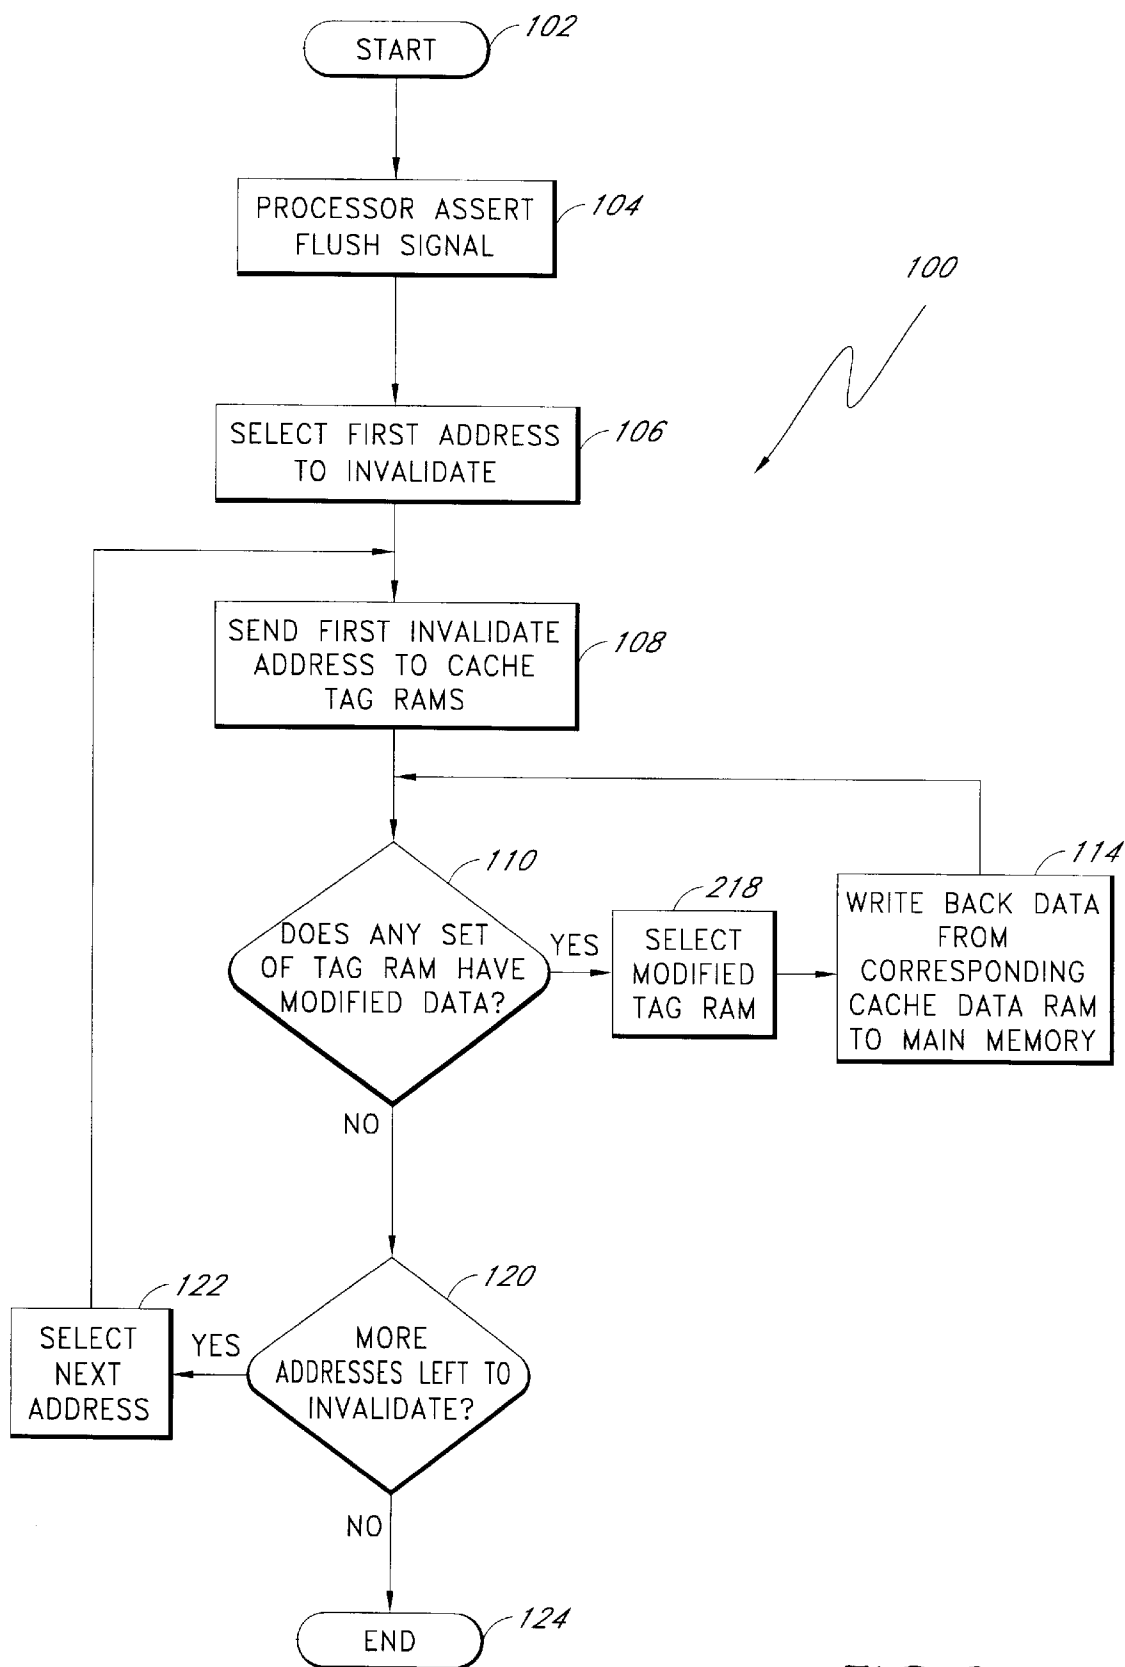 START
102
PROCESSOR ASSERT
FLUSH SIGNAL
104
100
SELECT FIRST ADDRESS
TO INVALIDATE
106
SEND FIRST INVALIDATE
ADDRESS TO CACHE
TAG RAMS
108
DOES ANY SET
OF TAG RAM HAVE
MODIFIED DATA?
110
YES
SELECT
MODIFIED
TAG RAM
218
WRITE BACK DATA
FROM
CORRESPONDING
CACHE DATA RAM
TO MAIN MEMORY
114
NO
MORE
ADDRESSES LEFT TO
INVALIDATE?
120
YES
SELECT
NEXT
ADDRESS
122
NO
END
124